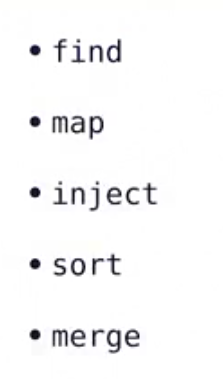 • find
• map
• inject
• sort
• merge